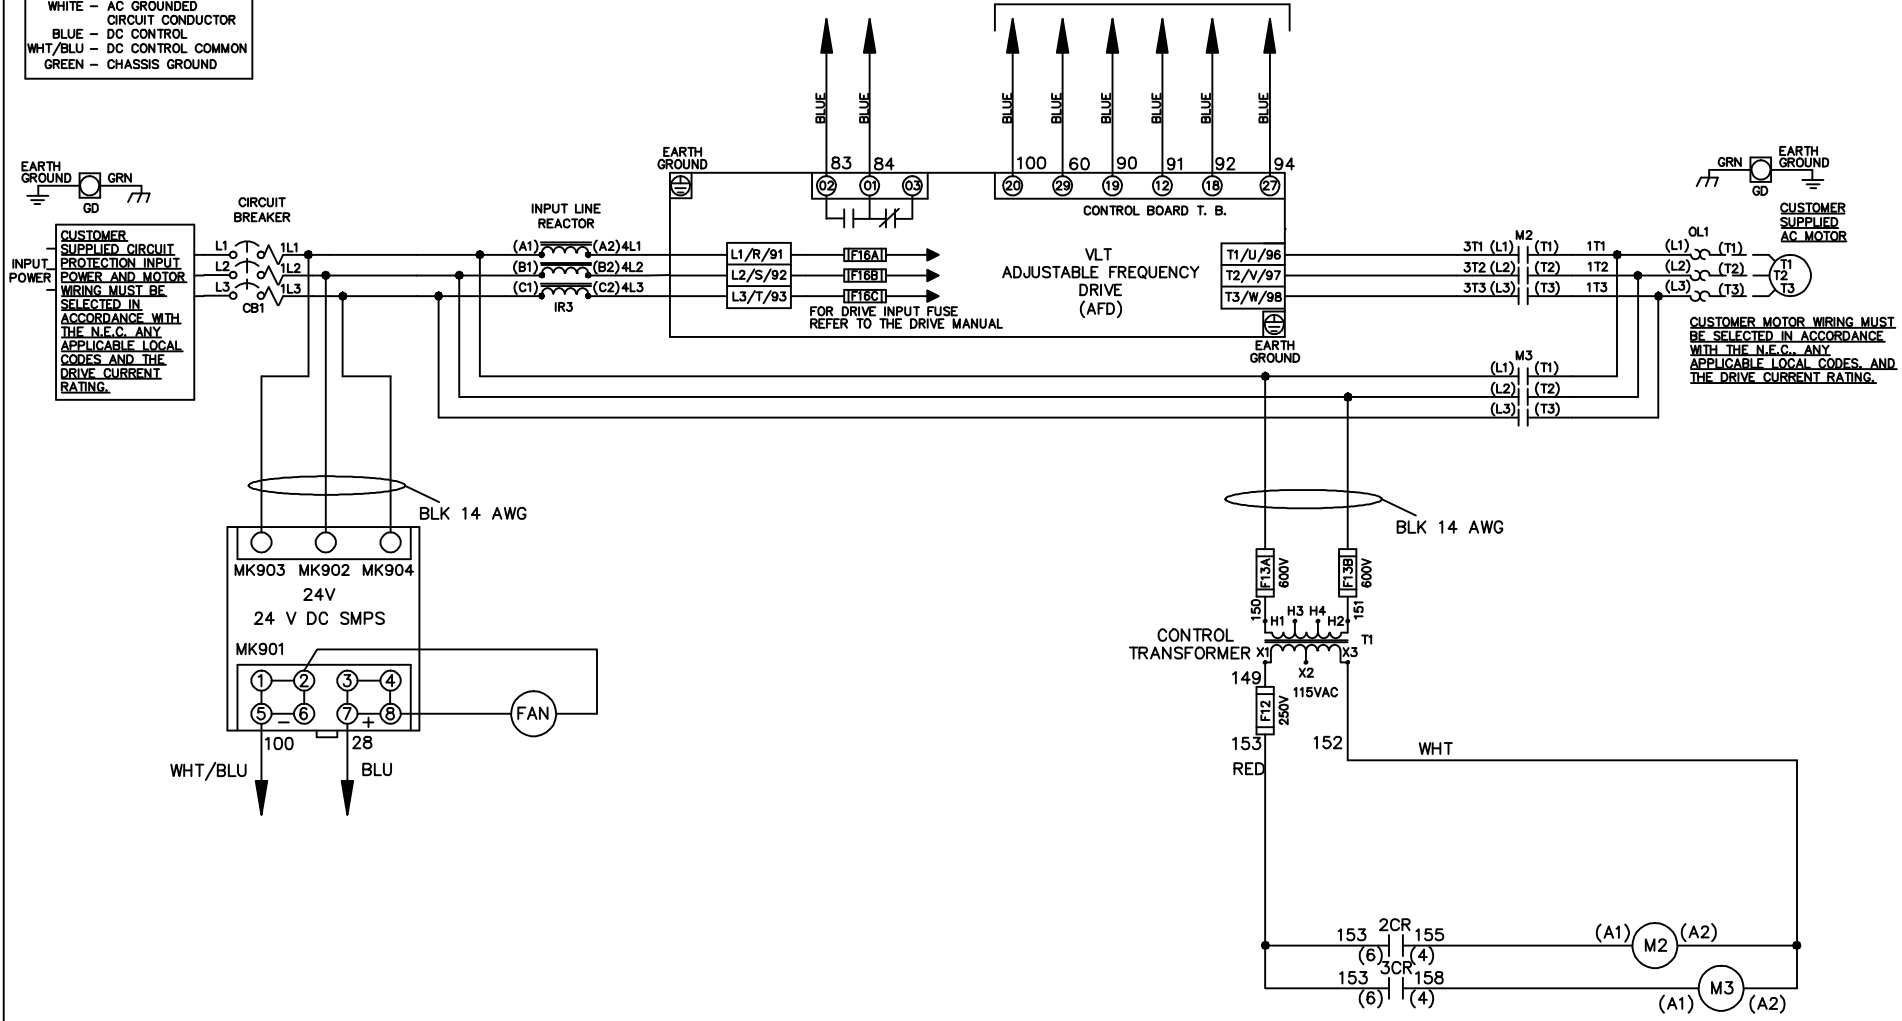 WHITE – AC GROUNDED
CIRCUIT CONDUCTOR
BLUE – DC CONTROL
WHT/BLU – DC CONTROL COMMON
GREEN – CHASSIS GROUND
BLUE BLUE BLUE BLUE BLUE BLUE BLUE BLUE
83 84 100 60 90 91 92 94
EARTH
GROUND
02 01 03 20 29 19 12 18 27
CONTROL BOARD T. B.
EARTH
GROUND
GRN
GD
CIRCUIT
BREAKER
INPUT
POWER
CUSTOMER
SUPPLIED CIRCUIT
PROTECTION INPUT
POWER AND MOTOR
WIRING MUST BE
SELECTED IN
ACCORDANCE WITH
THE N.E.C. ANY
APPLICABLE LOCAL
CODES AND THE
DRIVE CURRENT
RATING.
L1 1L1
L2 1L2
L3 1L3
CB1
INPUT LINE
REACTOR
(A1) (A2) 4L1
(B1) (B2) 4L2
(C1) (C2) 4L3
IR3
L1/R/91 F16A
L2/S/92 F16B
L3/T/93 F16C
FOR DRIVE INPUT FUSE
REFER TO THE DRIVE MANUAL
VLT
ADJUSTABLE FREQUENCY
DRIVE
(AFD)
T1/U/96
T2/V/97
T3/W/98
EARTH
GROUND
M2
3T1 (L1) (T1) 1T1
3T2 (L2) (T2) 1T2
3T3 (L3) (T3) 1T3
OL1
(L1) (T1)
(L2) (T2)
(L3) (T3)
T1
T2
T3
GRN
EARTH
GROUND
GD
CUSTOMER
SUPPLIED
AC MOTOR
CUSTOMER MOTOR WIRING MUST
BE SELECTED IN ACCORDANCE
WITH THE N.E.C.. ANY
APPLICABLE LOCAL CODES. AND
THE DRIVE CURRENT RATING.
M3
(L1) (T1)
(L2) (T2)
(L3) (T3)
BLK 14 AWG
MK903 MK902 MK904
24V
24 V DC SMPS
MK901
1 2 3 4
5 – 6 7 + 8
FAN
100 28
WHT/BLU BLU
BLK 14 AWG
F13A 600V F13B 600V
150 151
H1 H3 H4 H2
CONTROL
TRANSFORMER
T1
X1 X3
X2
149
115VAC
F12 250V
153 152
RED
WHT
2CR
153 155
(6) (4)
(A1) M2 (A2)
3CR
153 158
(6) (4)
M3
(A1) (A2)